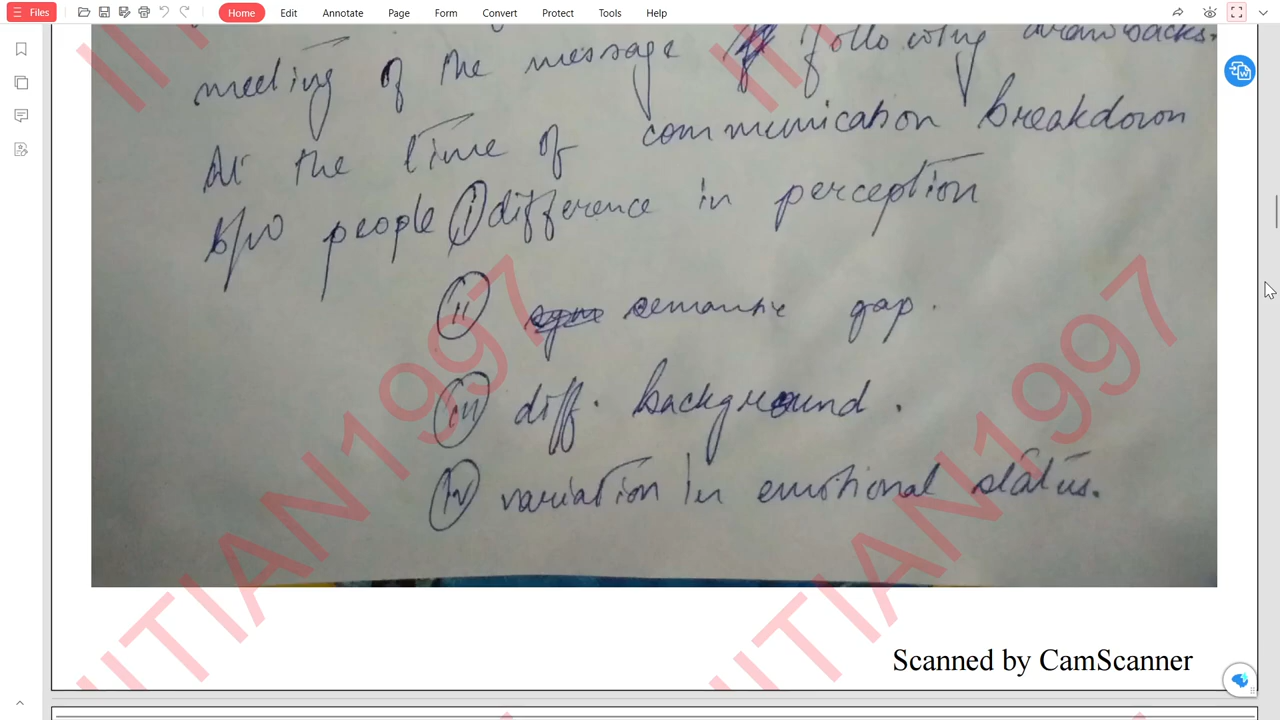 Files
Home Edit Annotate Page Form Convert Protect Tools Help
meeting of the message following drawbacks.
At the time of communication breakdown
b/w people (i) difference in perception
(ii) semantic gap.
(iii) diff. background.
(iv) variation in emotional status.
IITIAN1997
IITIAN1997
Scanned by CamScanner